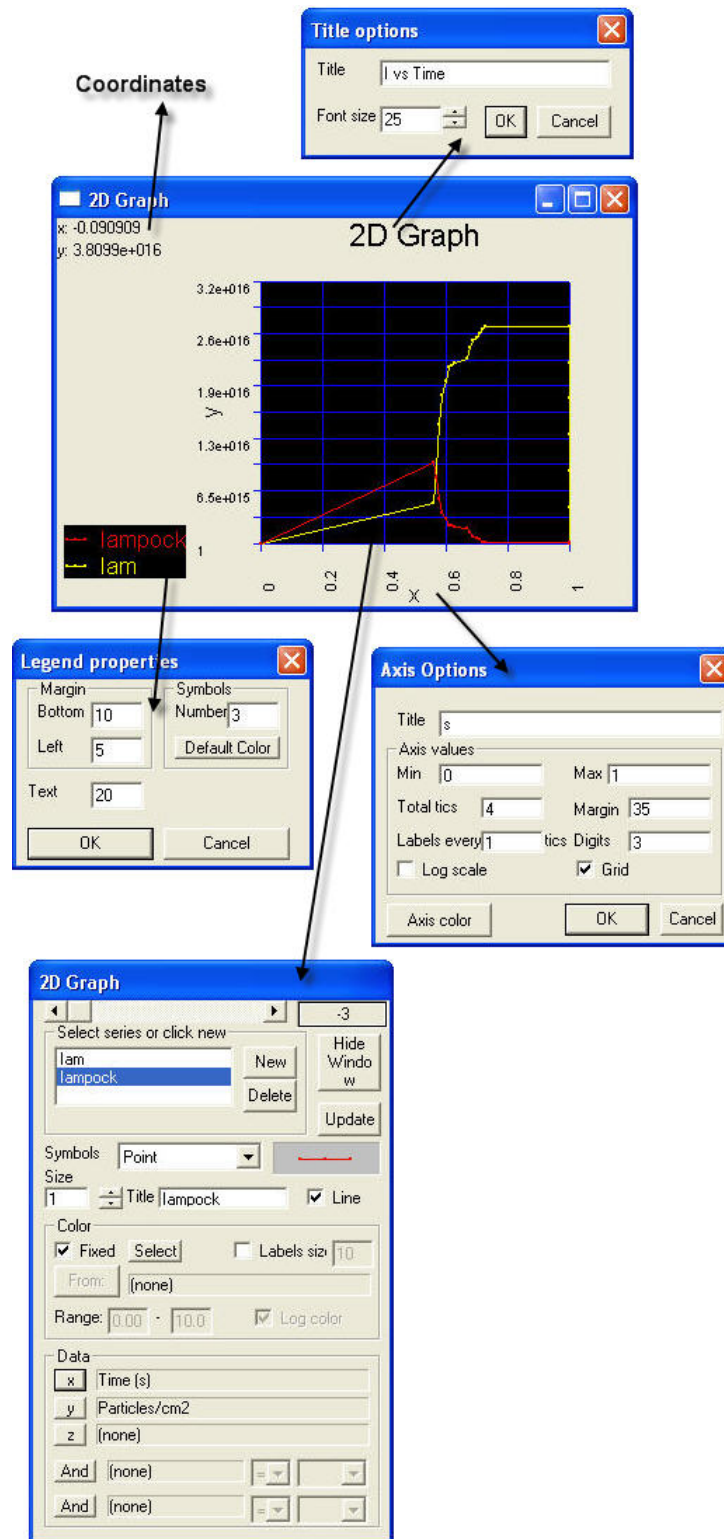 Title options
Title I vs Time
Font size 25 OK Cancel
Coordinates
2D Graph
x: -0.090909
y: 3.8099e+016
2D Graph
3.2e+016
2.6e+016
1.9e+016
y
1.3e+016
6.5e+015
1
0 0.2 0.4 0.6 0.8 1
X
Iampock
Iam
Legend properties
Margin Symbols
Bottom 10 Number 3
Left 5 Default Color
Text 20
OK Cancel
Axis Options
Title s
Axis values
Min 0 Max 1
Total tics 4 Margin 35
Labels every 1 tics Digits 3
Log scale Grid
Axis color OK Cancel
2D Graph
-3
Select series or click new
Iam
Iampock
New
Delete
Hide
Windo
w
Update
Symbols Point
Size
1 Title Iampock Line
Color
Fixed Select Labels siz 10
From: (none)
Range: 0.00 - 10.0 Log color
Data
x Time (s)
y Particles/cm2
z (none)
And (none) =
And (none) =